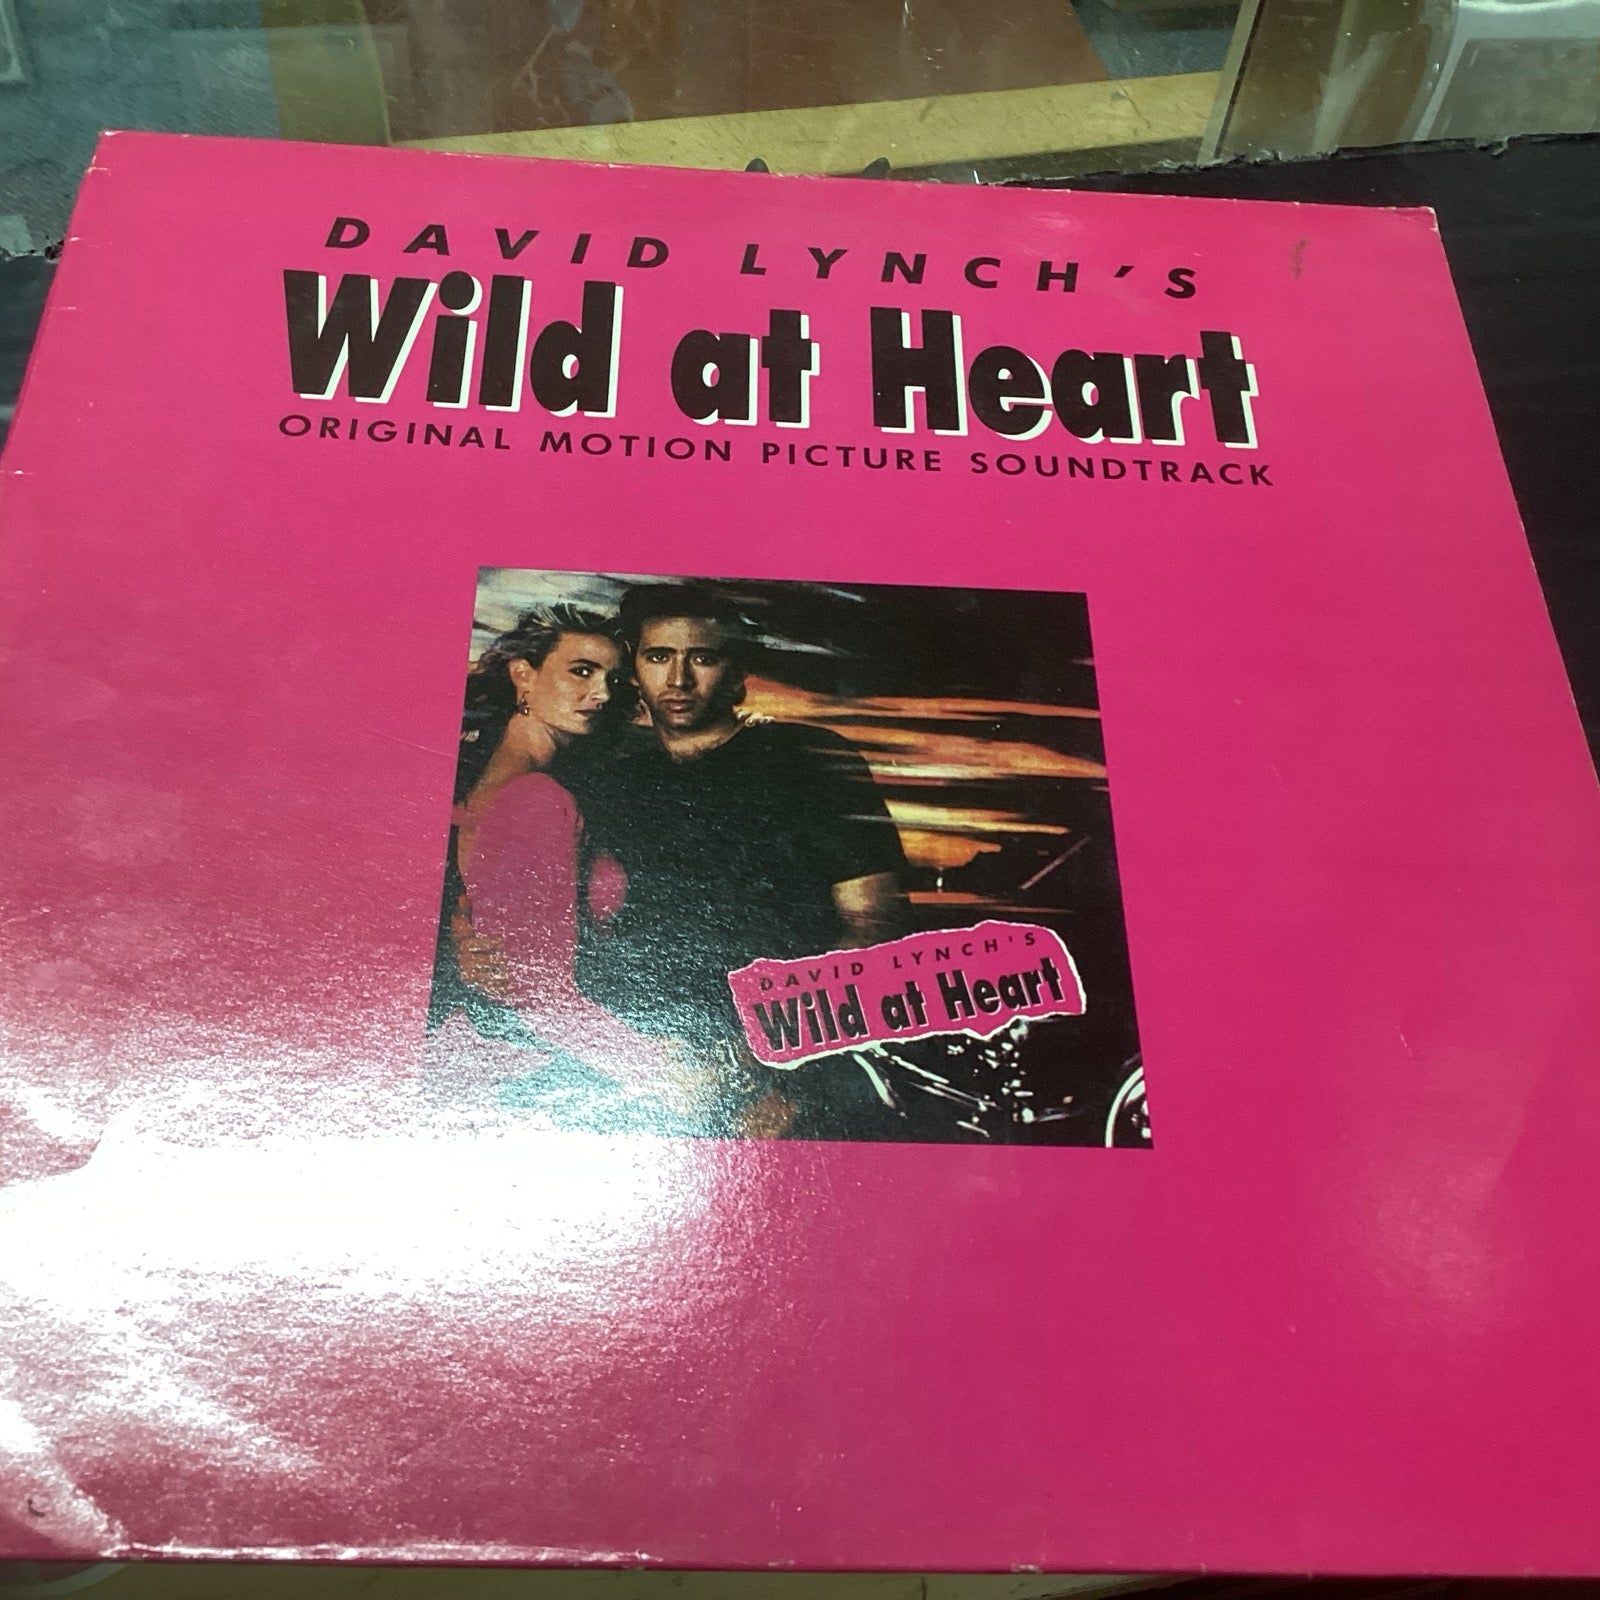 DAVID LYNCH'S
Wild at Heart
ORIGINAL MOTION PICTURE SOUNDTRACK
DAVID LYNCH'S
Wild at Heart